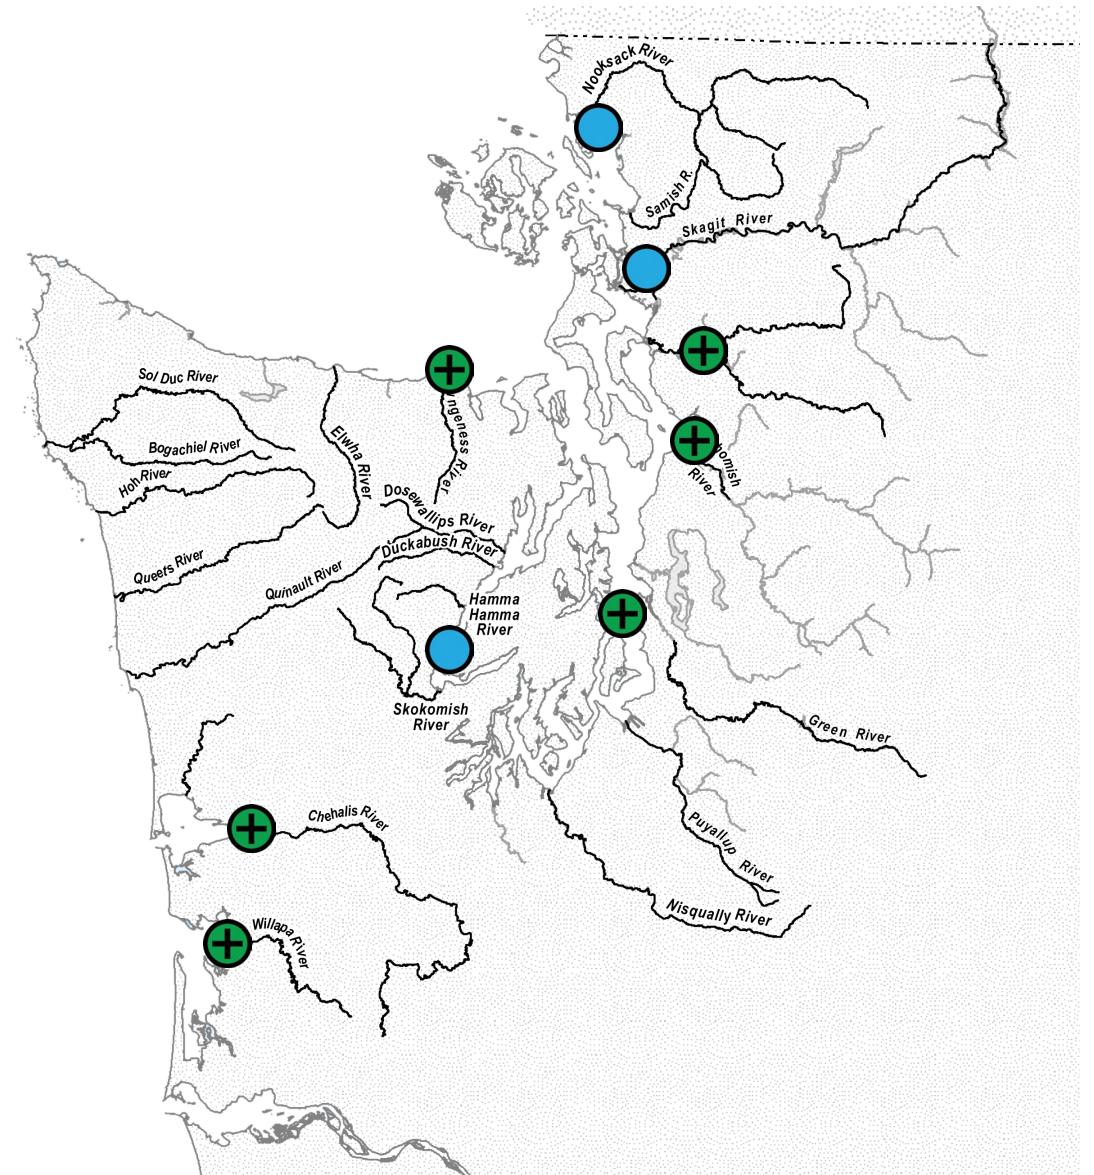 Nooksack River
Samish R.
Skagit River
Sol Duc River
Bogachiel River
Hoh River
Elwha River
ngeness River
homish
River
Dosewallips River
Duckabush River
Queets River
Quinault River
Hamma
Hamma
River
Skokomish
River
Green River
Chehalis River
Puyallup
River
Nisqually River
Willapa River